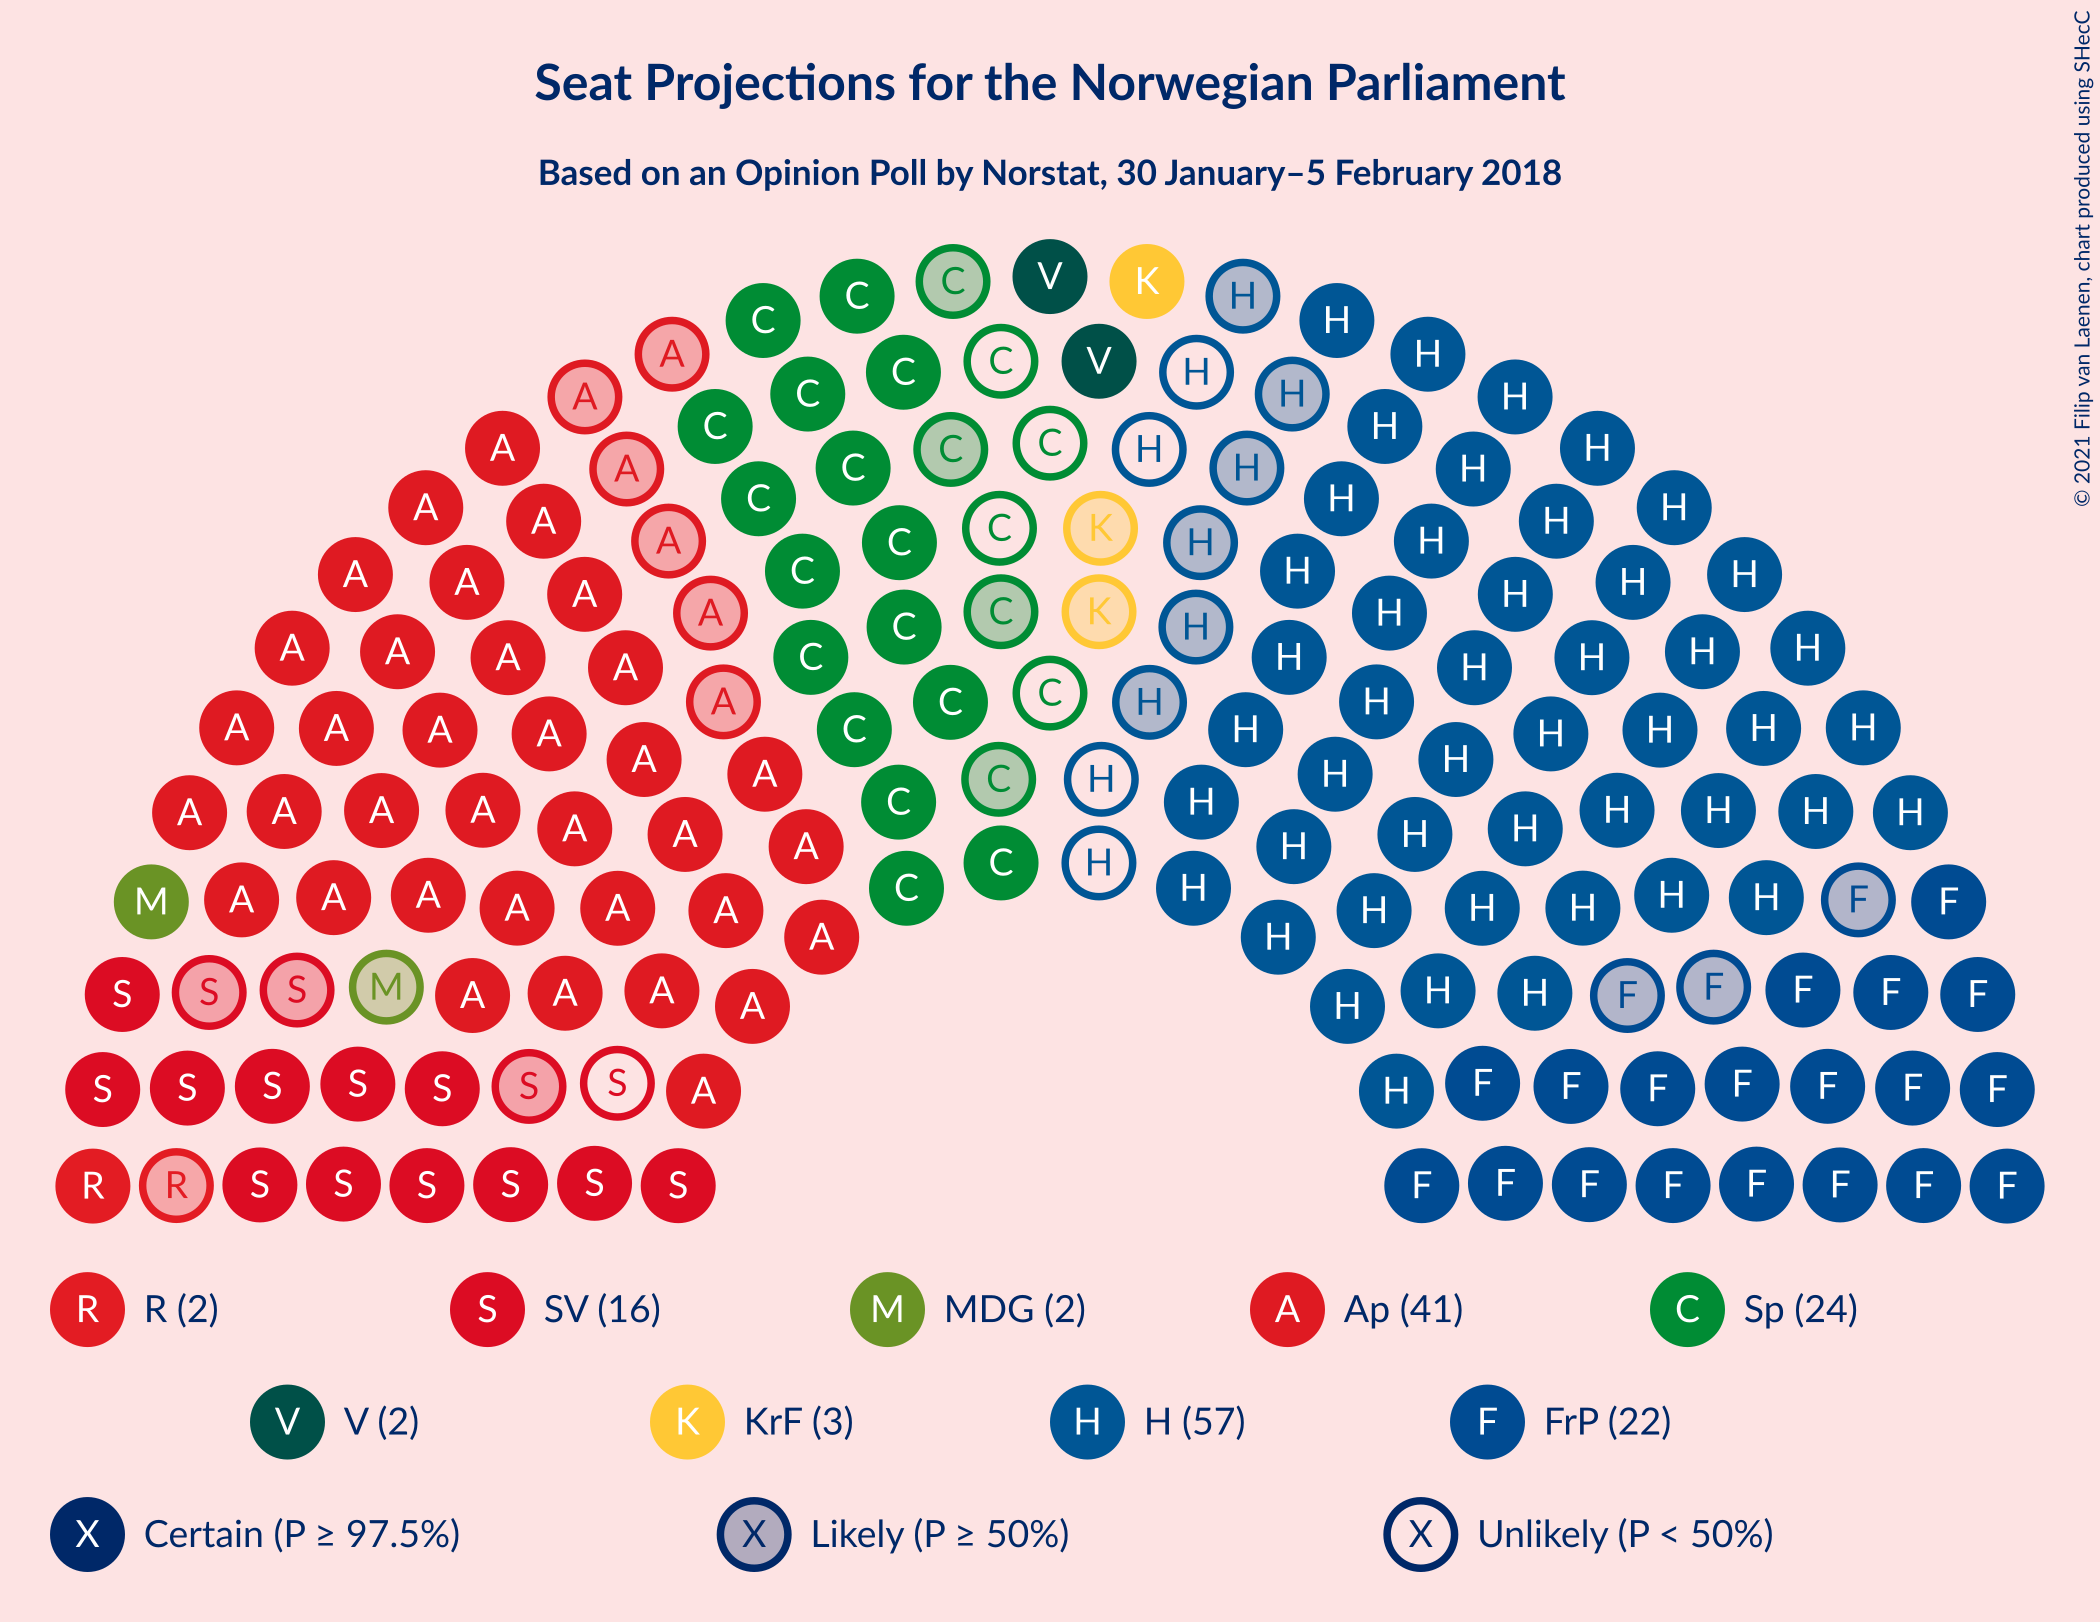 Seat Projections for the Norwegian Parliament
Based on an Opinion Poll by Norstat, 30 January–5 February 2018
© 2021 Filip van Laenen, chart produced using SHecC
C C V K H
C H
A C C V H H
A C H H
A C C C H H H
A C H H
A C H H
A A C C K H H H
A A A C H H H H
A C C K H H
A A A A C H H H H H
A C C H H
A A A A C H H H H H
A A C H H H
A A A A C H H H H H
A A A C H H H H
M A A A A A A C H H H H H H F F
A H
S S S M A A A A H H H F F F F F
S S S S S S S A H F F F F F F F
R R S S S S S S F F F F F F F F
R R (2) S SV (16) M MDG (2) A Ap (41) C Sp (24)
V V (2) K KrF (3) H H (57) F FrP (22)
X Certain (P ≥ 97.5%) X Likely (P ≥ 50%) X Unlikely (P < 50%)